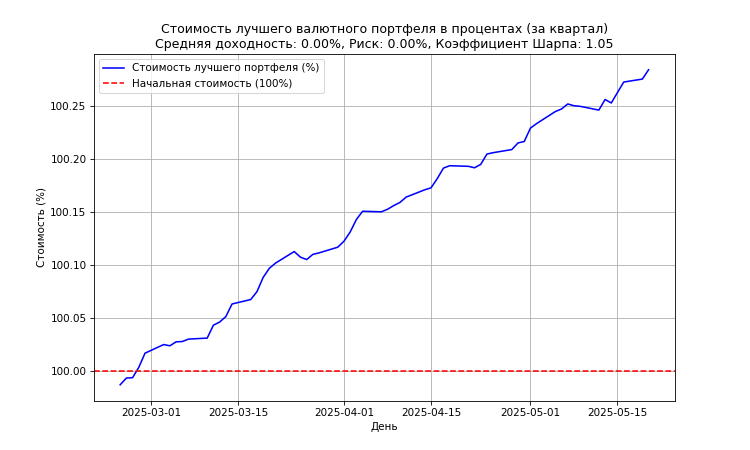 Стоимость лучшего валютного портфеля в процентах (за квартал)
Средняя доходность: 0.00%, Риск: 0.00%, Коэффициент Шарпа: 1.05
Стоимость лучшего портфеля (%)
Начальная стоимость (100%)
Стоимость (%)
100.25
100.20
100.15
100.10
100.05
100.00
2025-03-01
2025-03-15
2025-04-01
2025-04-15
2025-05-01
2025-05-15
День